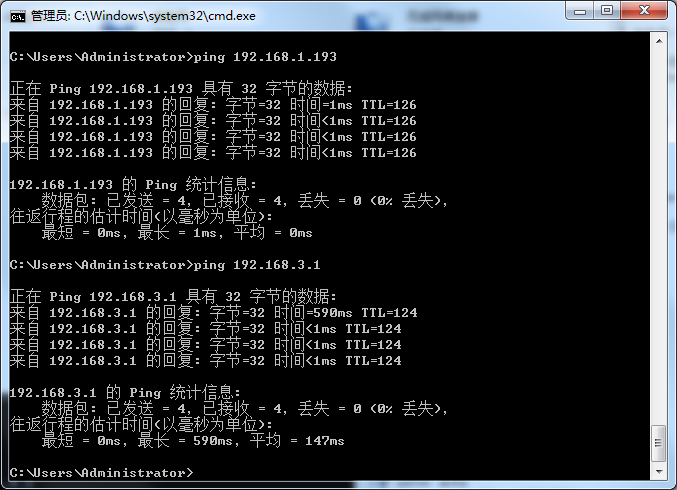 管理员: C:\Windows\system32\cmd.exe
C:\Users\Administrator>ping 192.168.1.193
正在 Ping 192.168.1.193 具有 32 字节的数据:
来自 192.168.1.193 的回复: 字节=32 时间=1ms TTL=126
来自 192.168.1.193 的回复: 字节=32 时间<1ms TTL=126
来自 192.168.1.193 的回复: 字节=32 时间<1ms TTL=126
来自 192.168.1.193 的回复: 字节=32 时间<1ms TTL=126
192.168.1.193 的 Ping 统计信息:
数据包: 已发送 = 4, 已接收 = 4, 丢失 = 0 (0% 丢失),
往返行程的估计时间(以毫秒为单位):
最短 = 0ms, 最长 = 1ms, 平均 = 0ms
C:\Users\Administrator>ping 192.168.3.1
正在 Ping 192.168.3.1 具有 32 字节的数据:
来自 192.168.3.1 的回复: 字节=32 时间=590ms TTL=124
来自 192.168.3.1 的回复: 字节=32 时间<1ms TTL=124
来自 192.168.3.1 的回复: 字节=32 时间<1ms TTL=124
来自 192.168.3.1 的回复: 字节=32 时间<1ms TTL=124
192.168.3.1 的 Ping 统计信息:
数据包: 已发送 = 4, 已接收 = 4, 丢失 = 0 (0% 丢失),
往返行程的估计时间(以毫秒为单位):
最短 = 0ms, 最长 = 590ms, 平均 = 147ms
C:\Users\Administrator>